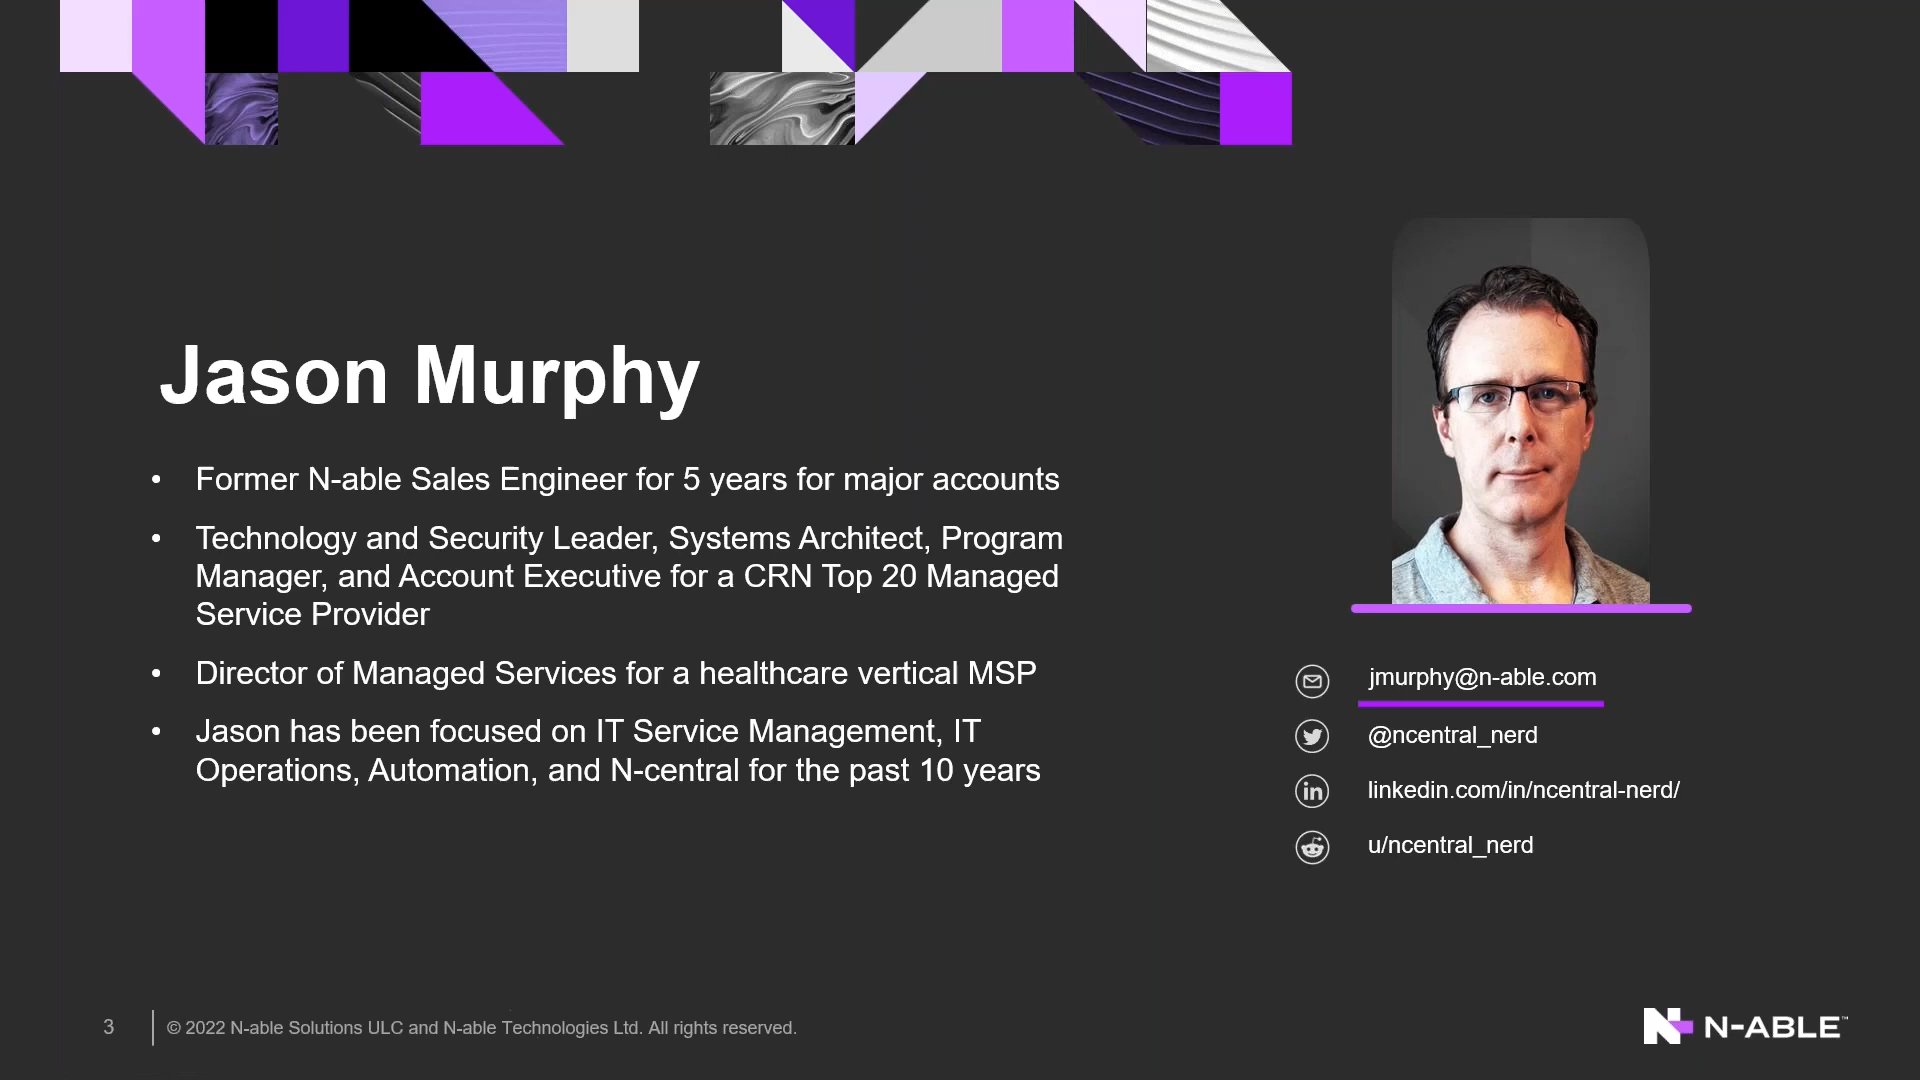 Jason Murphy
• Former N-able Sales Engineer for 5 years for major accounts
• Technology and Security Leader, Systems Architect, Program
Manager, and Account Executive for a CRN Top 20 Managed
Service Provider
• Director of Managed Services for a healthcare vertical MSP
• Jason has been focused on IT Service Management, IT
Operations, Automation, and N-central for the past 10 years
jmurphy@n-able.com
@ncentral_nerd
linkedin.com/in/ncentral-nerd/
u/ncentral_nerd
3
© 2022 N-able Solutions ULC and N-able Technologies Ltd. All rights reserved.
N-ABLE™